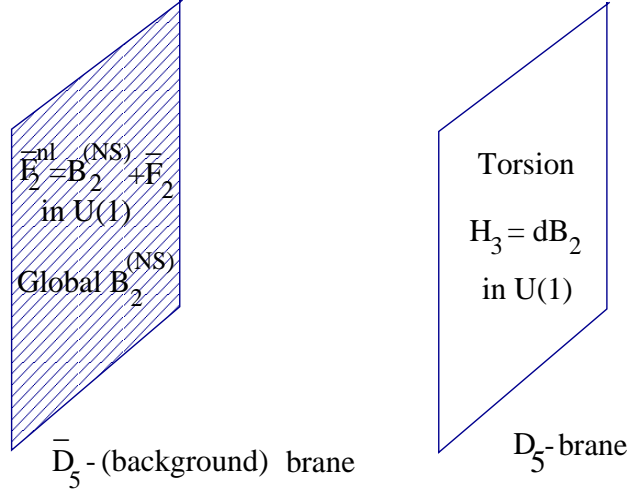 F̅₂ⁿˡ=B₂⁽ᴺˢ⁾+F̅₂
in U(1)
Global B₂⁽ᴺˢ⁾
D̅₅ - (background) brane
Torsion
H₃ = dB₂
in U(1)
D₅- brane